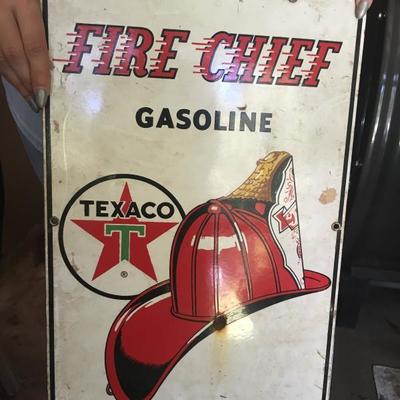 FIRE CHIEF
GASOLINE
TEXACO
T
®